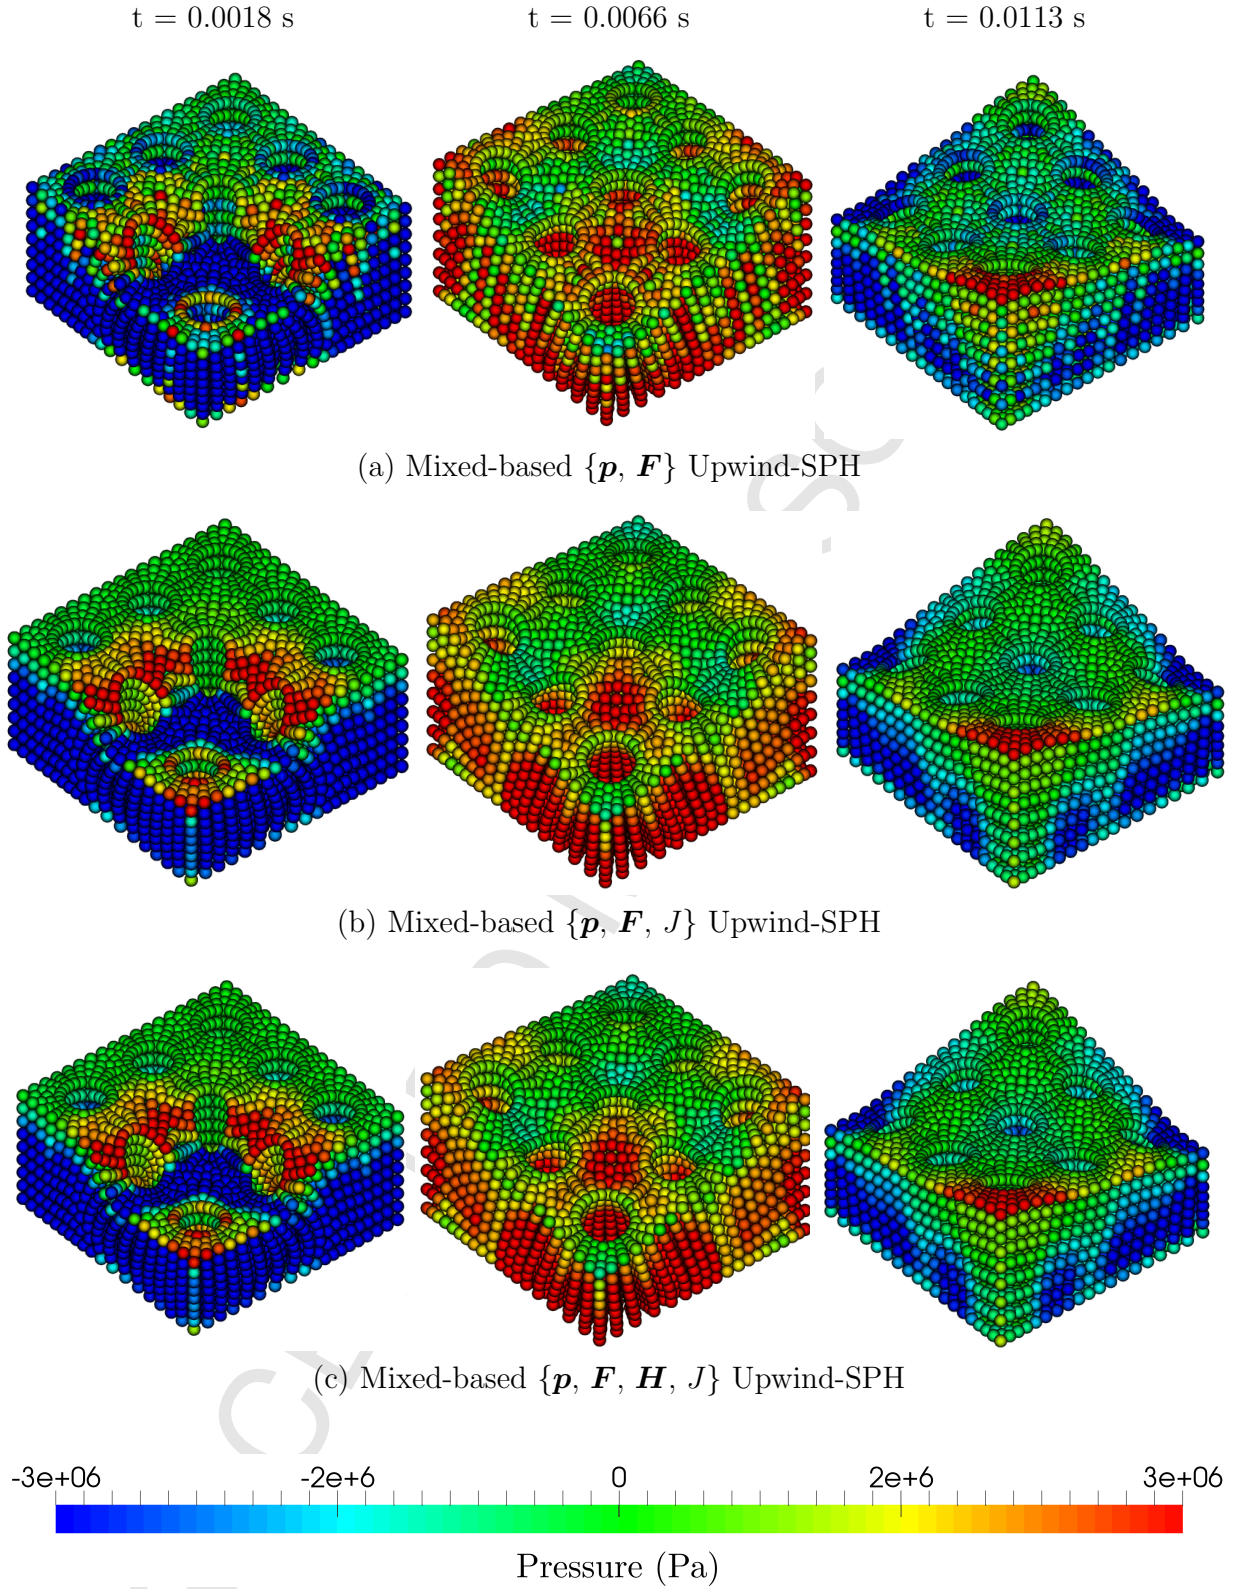 t = 0.0018 s t = 0.0066 s t = 0.0113 s
(a) Mixed-based {p, F} Upwind-SPH
(b) Mixed-based {p, F, J} Upwind-SPH
(c) Mixed-based {p, F, H, J} Upwind-SPH
-3e+06 -2e+6 0 2e+6 3e+06
Pressure (Pa)